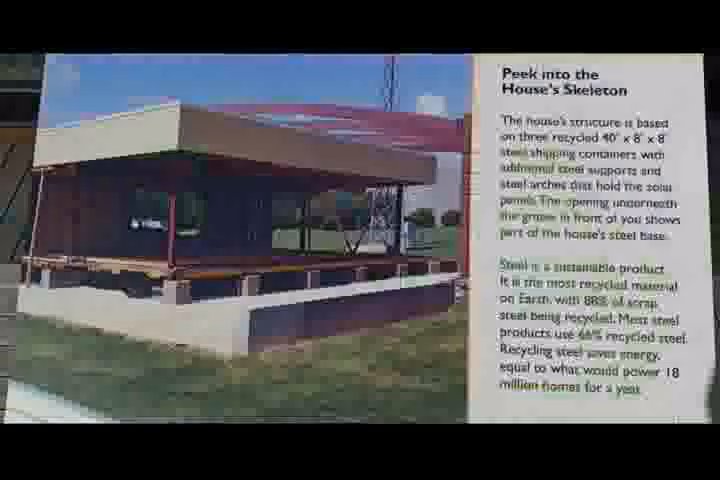 Peek into the
House's Skeleton
The house's structure is based
on three recycled 40' x 8' x 8'
steel shipping containers with
additional steel supports and
steel arches that hold the solar
panels. The opening underneath
the grate in front of you shows
part of the house's steel base.
Steel is a sustainable product.
It is the most recycled material
on Earth, with 88% of scrap
steel being recycled. Most steel
products use 66% recycled steel.
Recycling steel saves energy,
equal to what would power 18
million homes for a year.